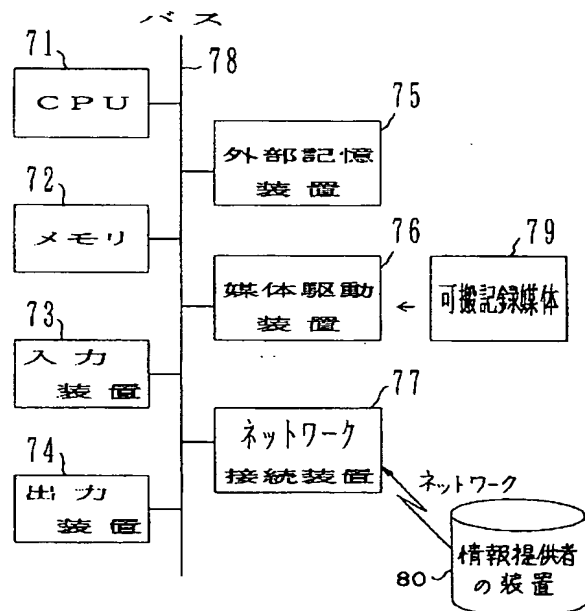 バス
71
78
CPU
75
外部記憶
装置
72
メモリ
76
79
媒体駆動
装置
可搬記録媒体
73
入力
装置
77
ネットワーク
接続装置
74
出力
装置
ネットワーク
情報提供者
の装置
80